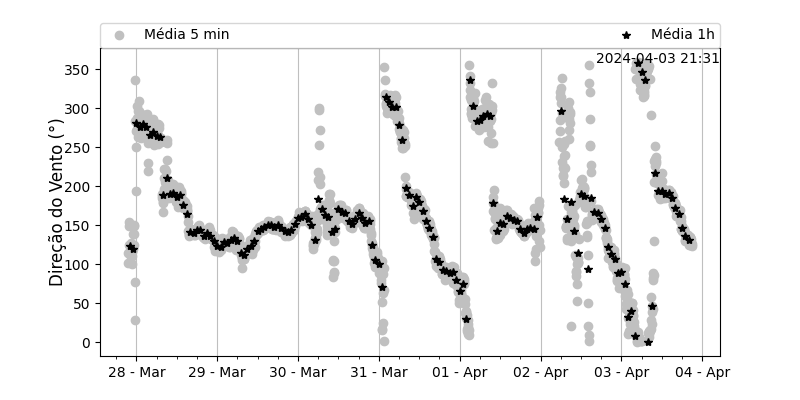 Média 5 min
Média 1h
2024-04-03 21:31
Direção do Vento (°)
350
300
250
200
150
100
50
0
28 - Mar
29 - Mar
30 - Mar
31 - Mar
01 - Apr
02 - Apr
03 - Apr
04 - Apr